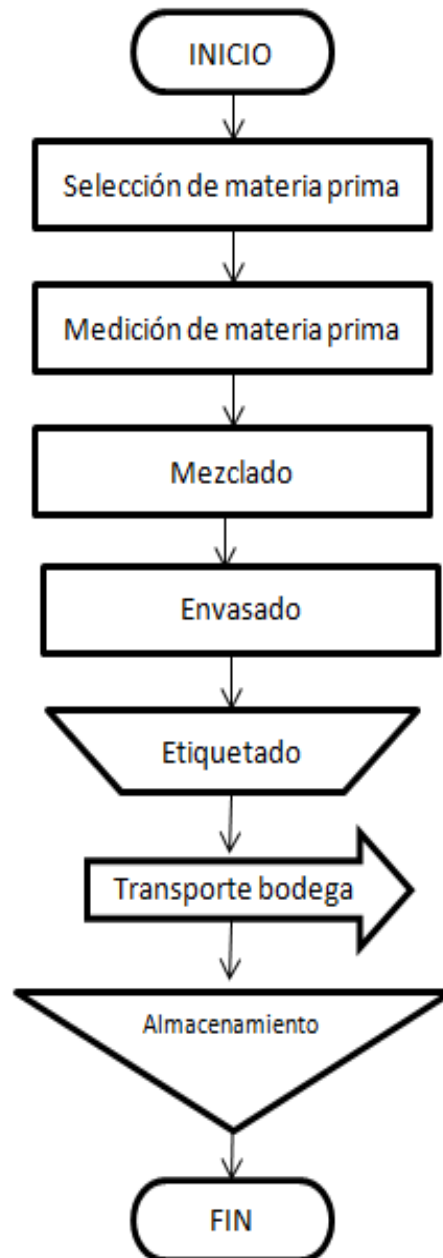 INICIO
Selección de materia prima
Medición de materia prima
Mezclado
Envasado
Etiquetado
Transporte bodega
Almacenamiento
FIN